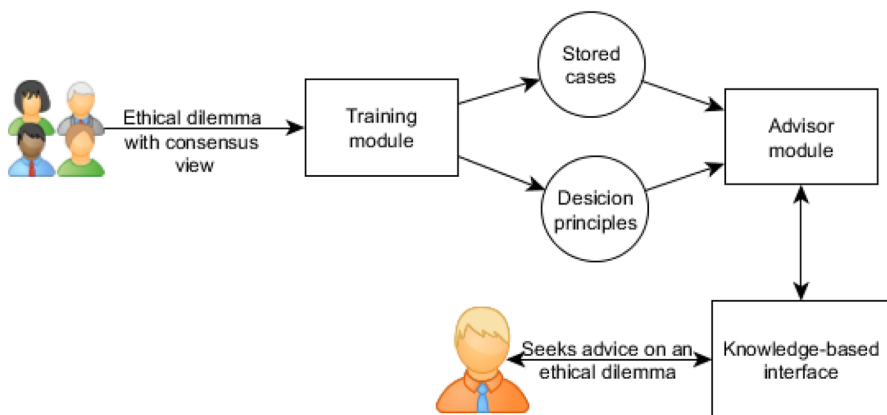 Ethical dilemma
with consensus
view
Training
module
Stored
cases
Desicion
principles
Advisor
module
Seeks advice on an
ethical dilemma
Knowledge-based
interface